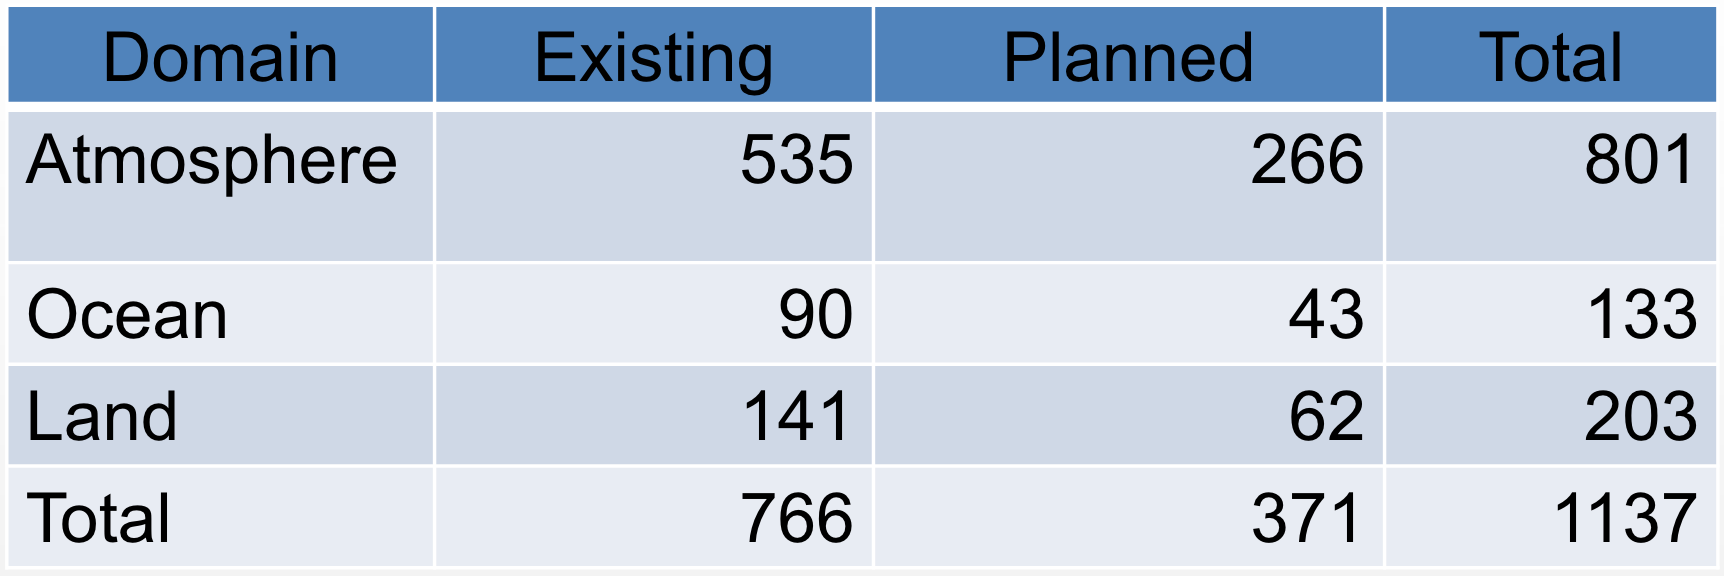 Domain Existing Planned Total
Atmosphere 535 266 801
Ocean 90 43 133
Land 141 62 203
Total 766 371 1137